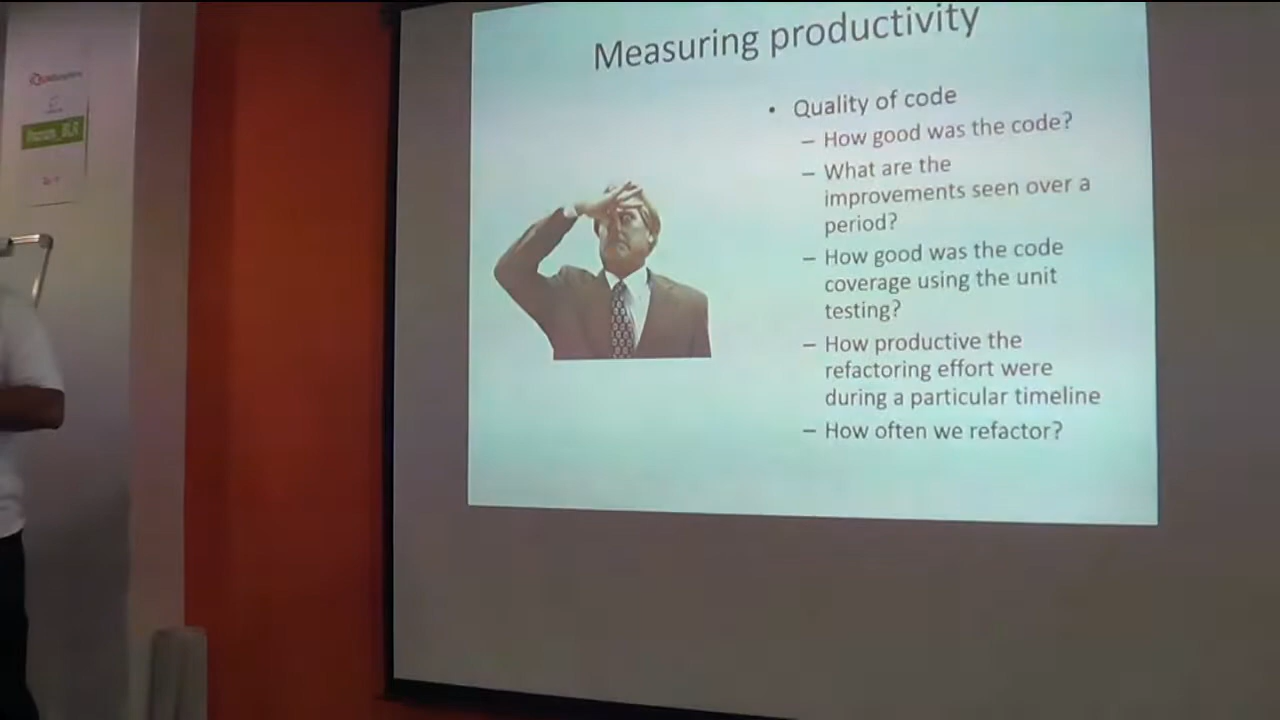 Measuring productivity
• Quality of code
– How good was the code?
– What are the
improvements seen over a
period?
– How good was the code
coverage using the unit
testing?
– How productive the
refactoring effort were
during a particular timeline
– How often we refactor?